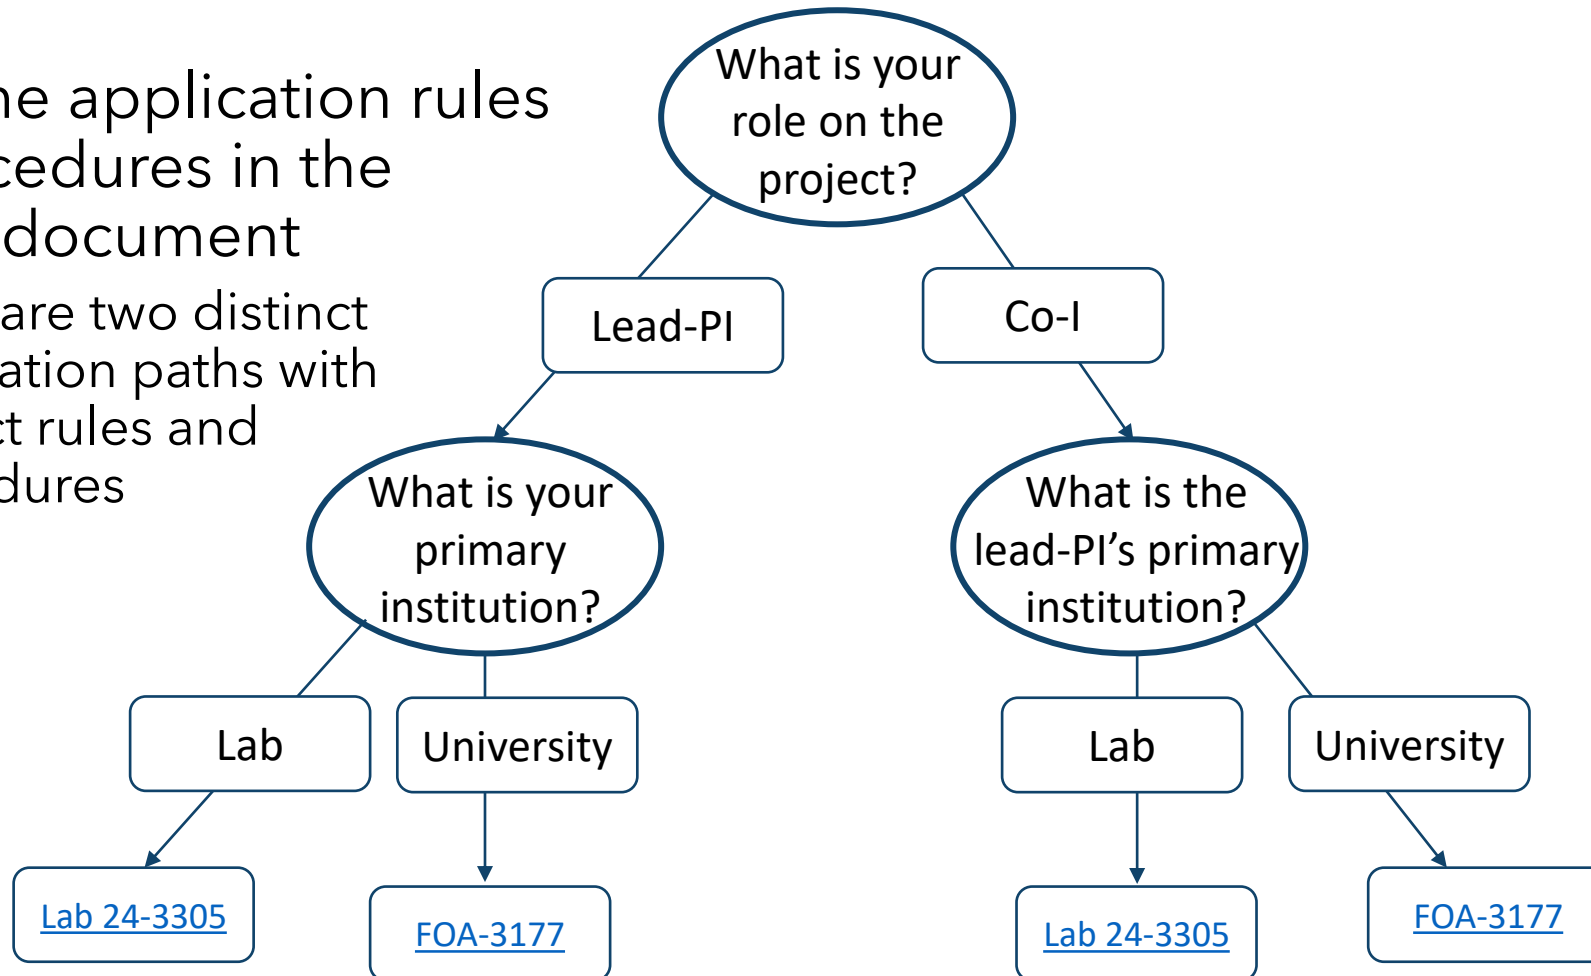 he application rules
cedures in the
document
are two distinct
ation paths with
ct rules and
dures
What is your
role on the
project?
Lead-PI
Co-I
What is your
primary
institution?
What is the
lead-PI’s primary
institution?
Lab
University
Lab
University
Lab 24-3305
FOA-3177
Lab 24-3305
FOA-3177